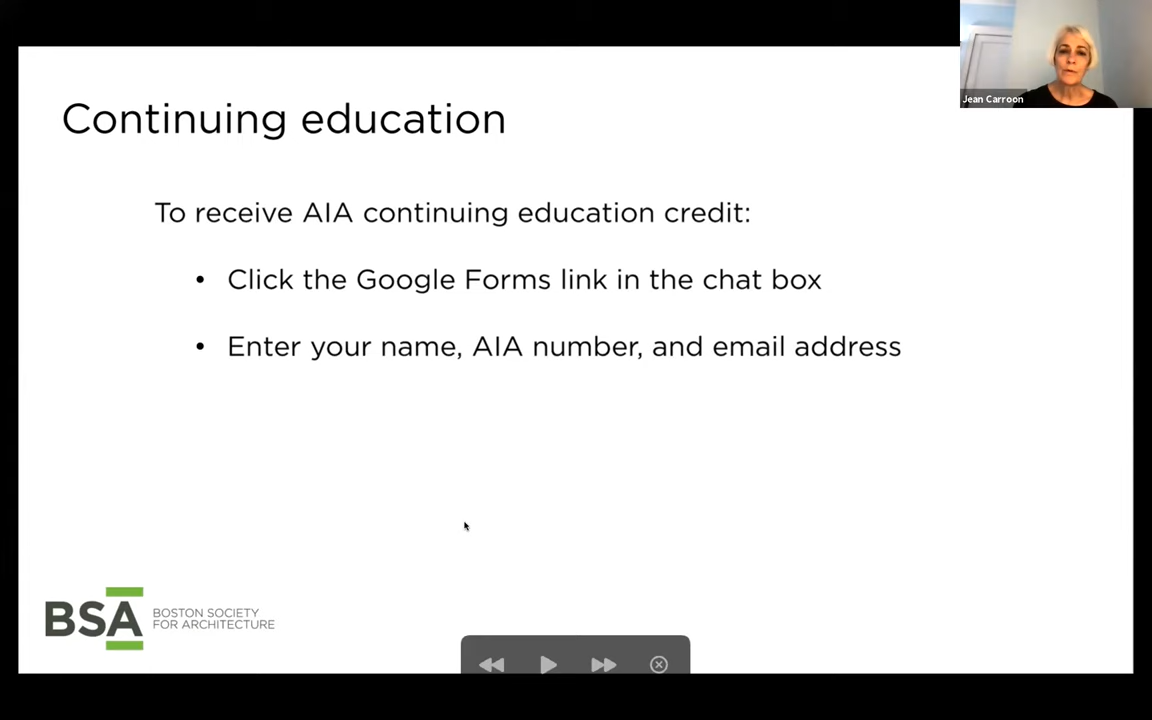 Jean Carroon
Continuing education
To receive AIA continuing education credit:
• Click the Google Forms link in the chat box
• Enter your name, AIA number, and email address
BSA
BOSTON SOCIETY
FOR ARCHITECTURE